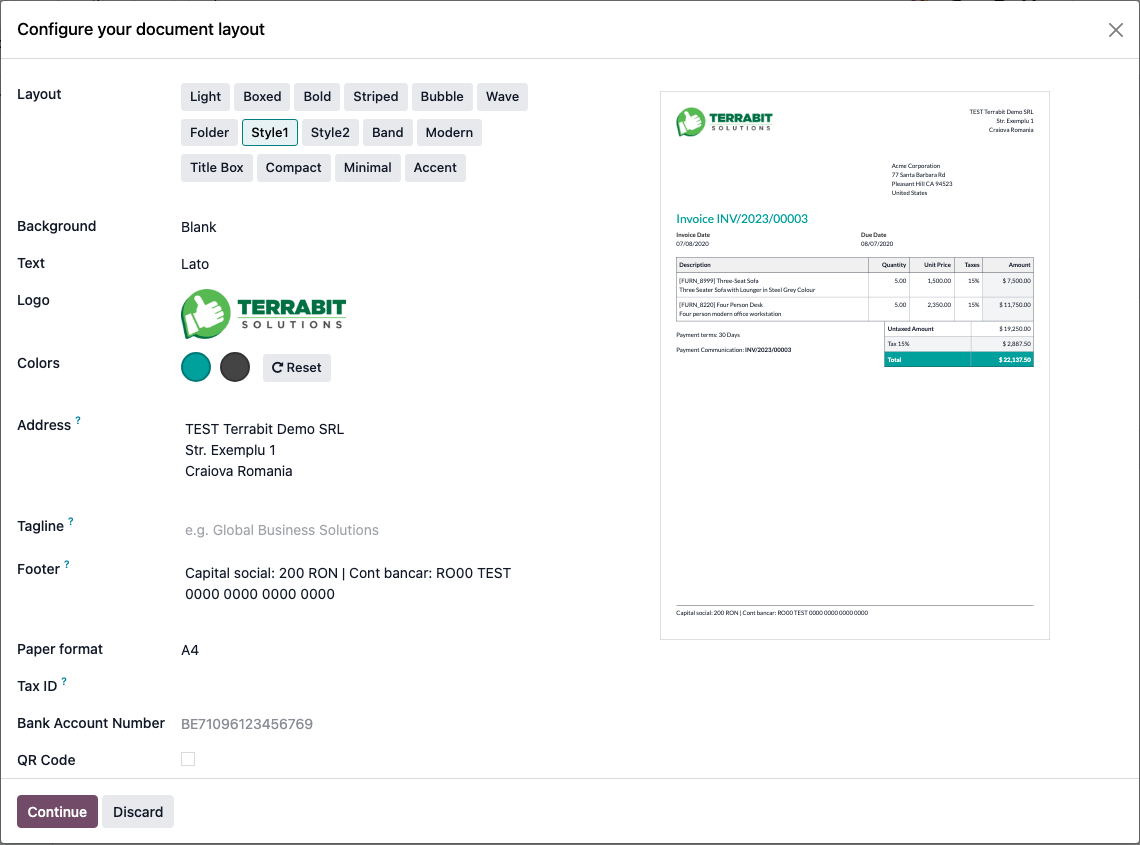 Configure your document layout
Layout
Light Boxed Bold Striped Bubble Wave
Folder Style1 Style2 Band Modern
Title Box Compact Minimal Accent
Background Blank
Text Lato
Logo
TERRABIT
SOLUTIONS
Colors Reset
Address ?
TEST Terrabit Demo SRL
Str. Exemplu 1
Craiova Romania
Tagline ? e.g. Global Business Solutions
Footer ? Capital social: 200 RON | Cont bancar: RO00 TEST
0000 0000 0000 0000
Paper format A4
Tax ID ?
Bank Account Number BE71096123456769
QR Code
Continue Discard
TERRABIT
SOLUTIONS
TEST Terrabit Demo SRL
Str. Exemplu 1
Craiova Romania
Acme Corporation
77 Santa Barbara Rd
Pleasant Hill CA 94523
United States
Invoice INV/2023/00003
Invoice Date Due Date
07/08/2020 08/07/2020
Description Quantity Unit Price Taxes Amount
[FURN_8999] Three-Seat Sofa 5.00 1,500.00 15% $ 7,500.00
Three Seater Sofa with Lounger in Steel Grey Colour
[FURN_8220] Four Person Desk 5.00 2,350.00 15% $ 11,750.00
Four person modern office workstation
Untaxed Amount $ 19,250.00
Payment terms: 30 Days
Tax 15% $ 2,887.50
Payment Communication: INV/2023/00003
Total $ 22,137.50
Capital social: 200 RON | Cont bancar: RO00 TEST 0000 0000 0000 0000